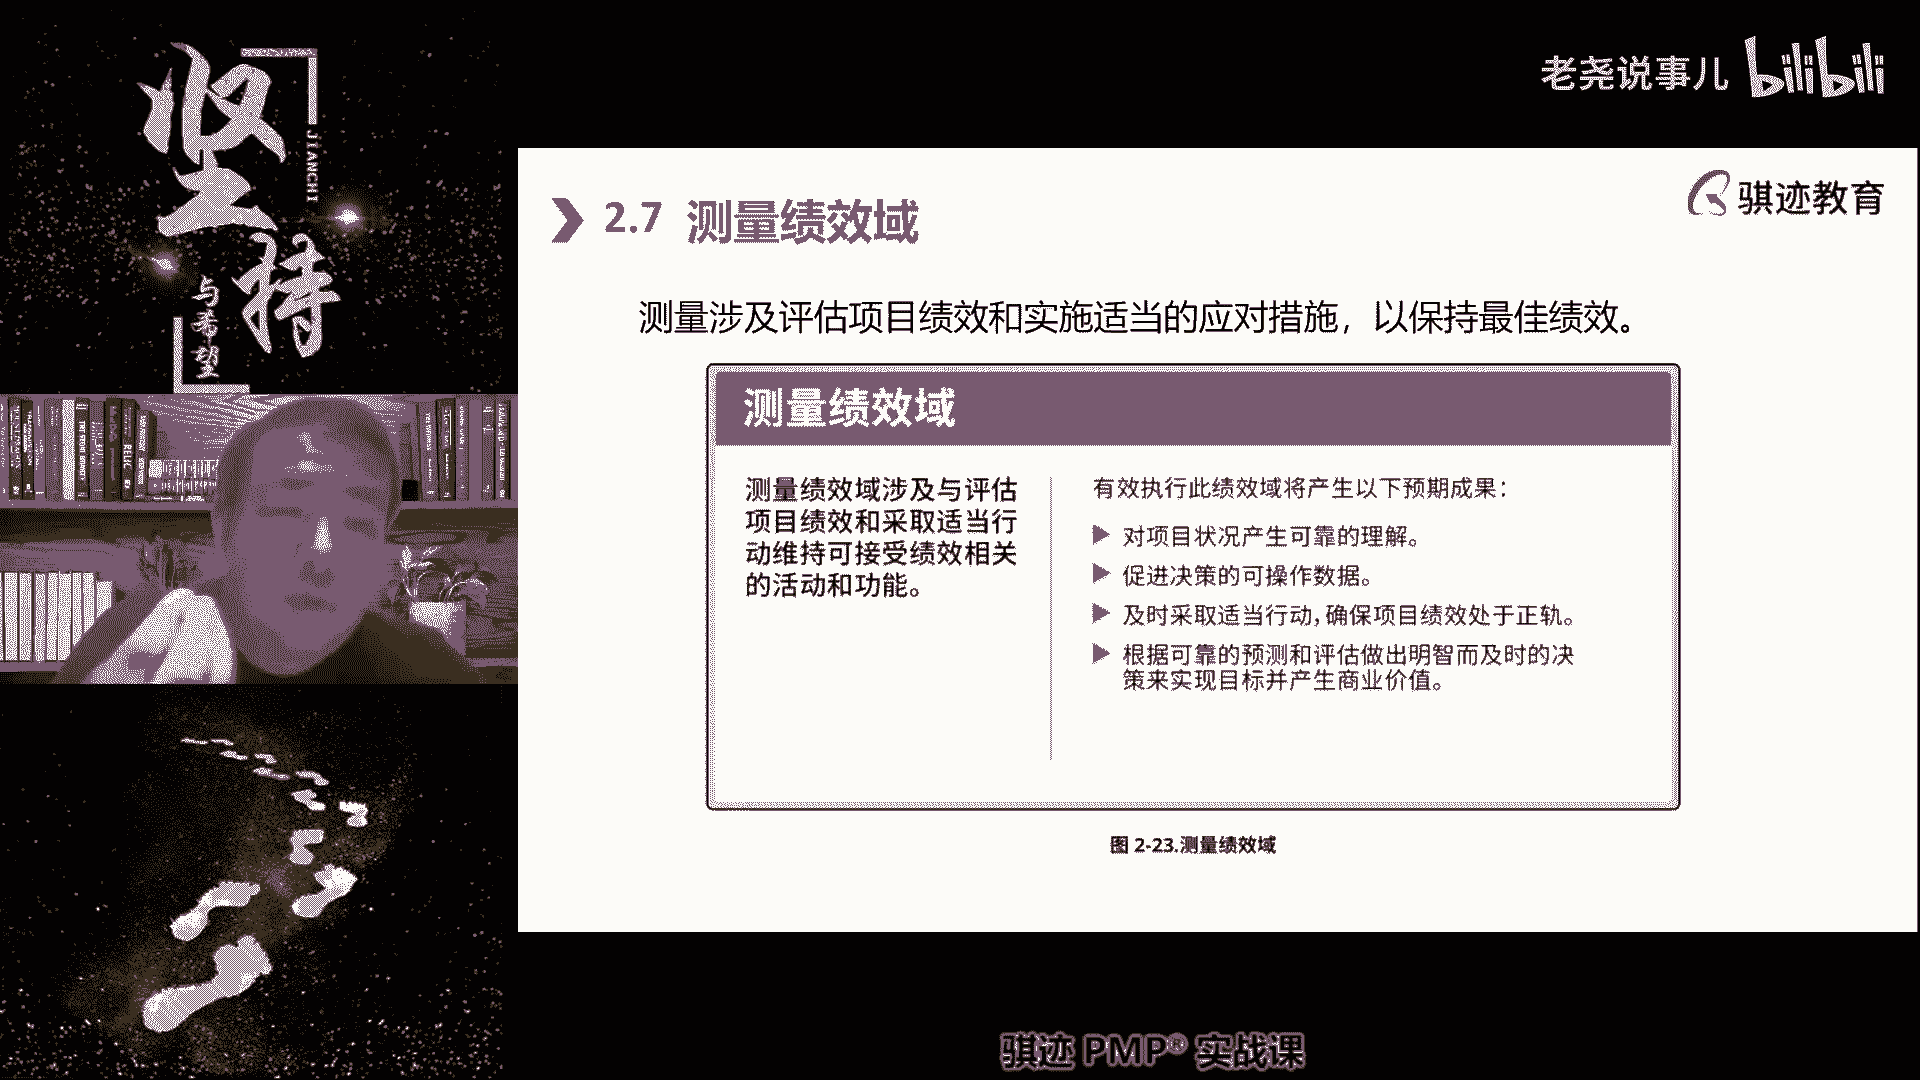 坚持
JIANCHI
与希望
老尧说事儿 bilibili
骐迹教育
2.7 测量绩效域
测量涉及评估项目绩效和实施适当的应对措施，以保持最佳绩效。
测量绩效域
测量绩效域涉及与评估
项目绩效和采取适当行
动维持可接受绩效相关
的活动和功能。
有效执行此绩效域将产生以下预期成果：
▶ 对项目状况产生可靠的理解。
▶ 促进决策的可操作数据。
▶ 及时采取适当行动，确保项目绩效处于正轨。
▶ 根据可靠的预测和评估做出明智而及时的决
策来实现目标并产生商业价值。
图 2-23.测量绩效域
骐迹 PMP® 实战课